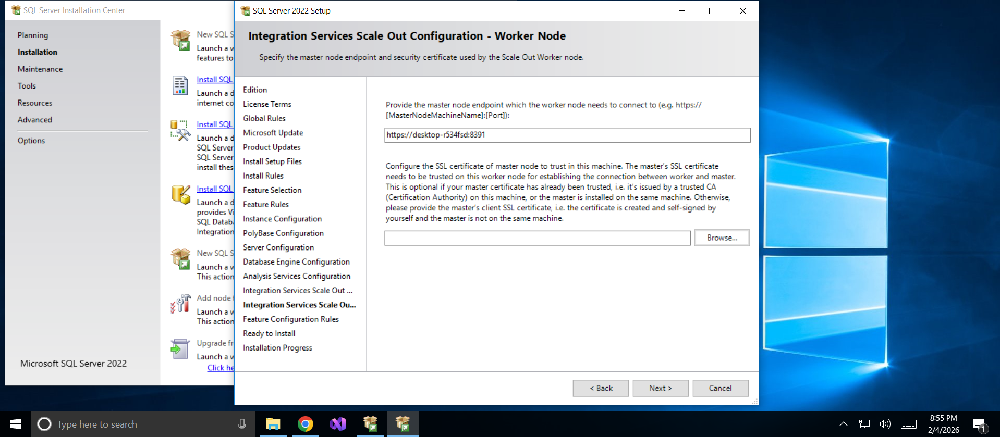 SQL Server Installation Center
Planning
Installation
Maintenance
Tools
Resources
Advanced
Options
Microsoft SQL Server 2022
New SQL S
Launch a w
features to
Install SQL
Launch a d
internet co
Install SQL
Launch a d
SQL Server
SQL Server
install these
Install SQL
Launch a d
provides Vi
SQL Databa
Integration
New SQL S
Launch a w
This action
Add node t
Launch a w
This action
Upgrade fr
Launch a w
Click he
SQL Server 2022 Setup
Integration Services Scale Out Configuration - Worker Node
Specify the master node endpoint and security certificate used by the Scale Out Worker node.
Edition
License Terms
Global Rules
Microsoft Update
Product Updates
Install Setup Files
Install Rules
Feature Selection
Feature Rules
Instance Configuration
PolyBase Configuration
Server Configuration
Database Engine Configuration
Analysis Services Configuration
Integration Services Scale Out ...
Integration Services Scale Ou...
Feature Configuration Rules
Ready to Install
Installation Progress
Provide the master node endpoint which the worker node needs to connect to (e.g. https://
[MasterNodeMachineName]:[Port]):
https://desktop-r534fsd:8391
Configure the SSL certificate of master node to trust in this machine. The master's SSL certificate
needs to be trusted on this worker node for establishing the connection between worker and master.
This is optional if your master certificate has already been trusted, i.e. it's issued by a trusted CA
(Certification Authority) on this machine, or the master is installed on the same machine. Otherwise,
please provide the master's client SSL certificate, i.e. the certificate is created and self-signed by
yourself and the master is not on the same machine.
Browse...
< Back
Next >
Cancel
Type here to search
8:55 PM
2/4/2026
1